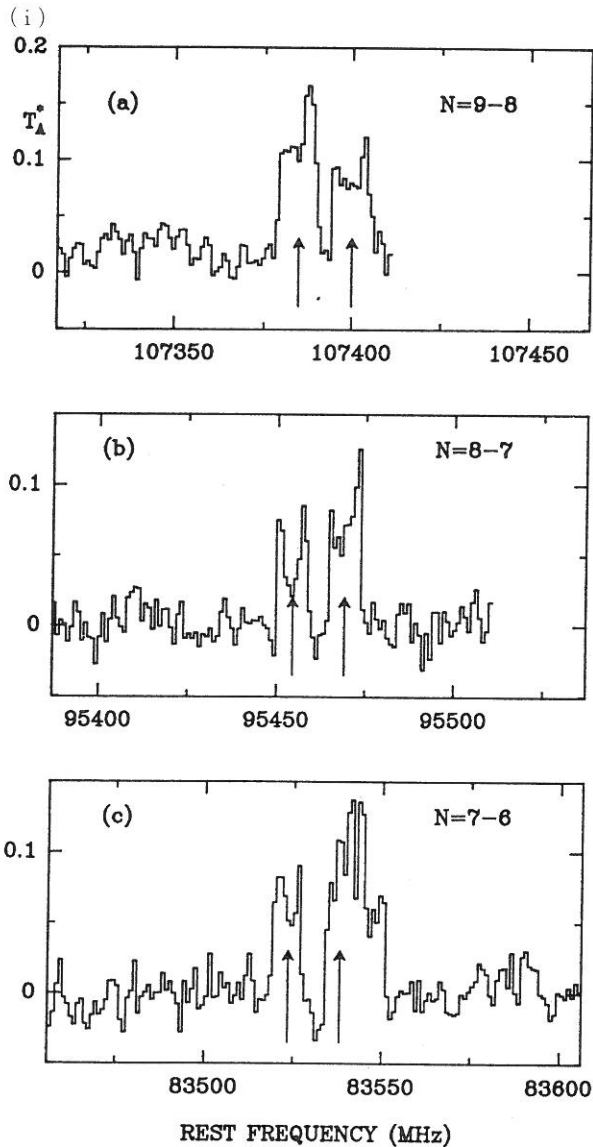 (i)
0.2
(a) N=9-8
T*A
0.1
0
107350 107400 107450
(b) N=8-7
0.1
0
95400 95450 95500
(c) N=7-6
0.1
0
83500 83550 83600
REST FREQUENCY (MHz)